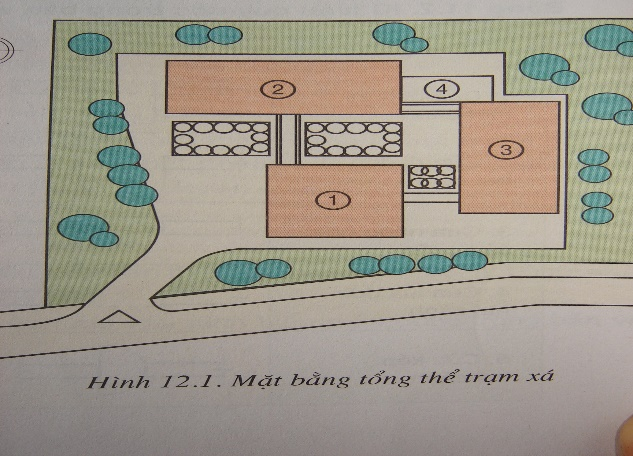 2
4
3
1
Hình 12.1. Mặt bằng tổng thể trạm xá